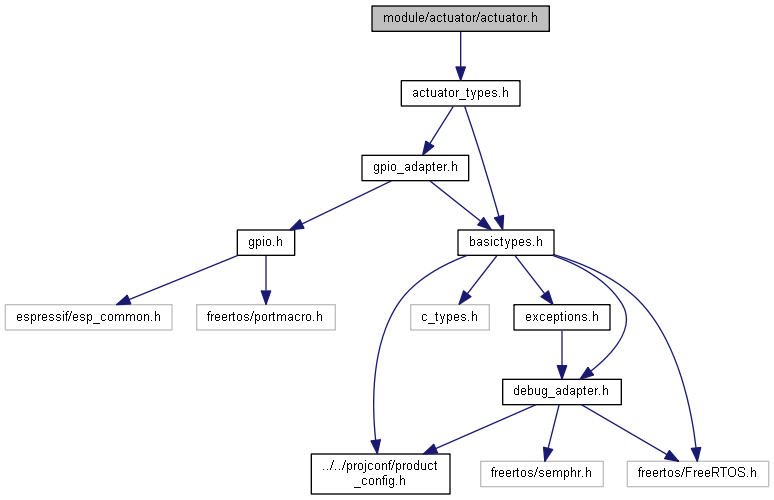 module/actuator/actuator.h
actuator_types.h
gpio_adapter.h
gpio.h
basictypes.h
espressif/esp_common.h
freertos/portmacro.h
c_types.h
exceptions.h
debug_adapter.h
../../projconf/product
_config.h
freertos/semphr.h
freertos/FreeRTOS.h